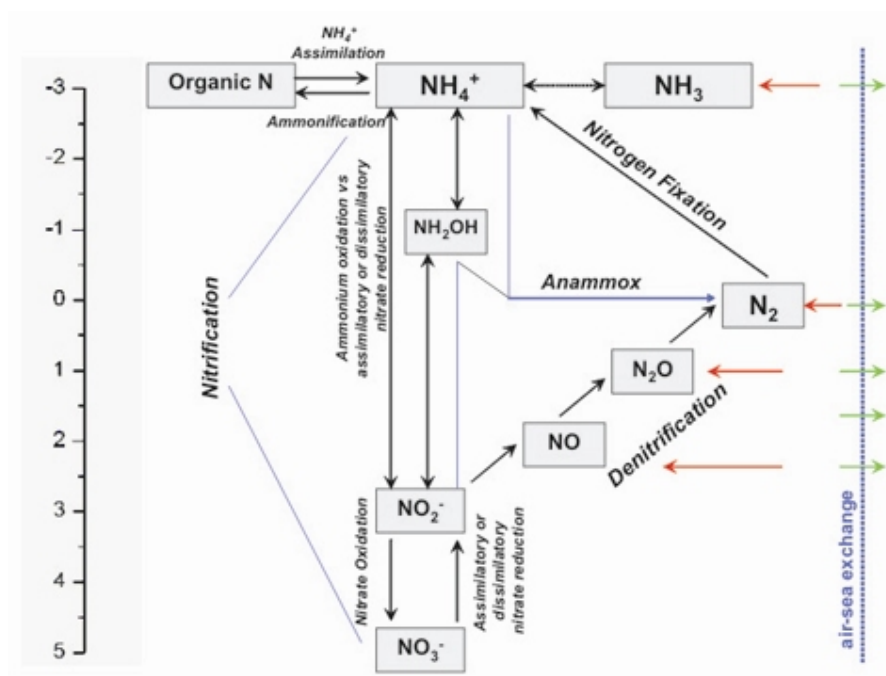 NH₄⁺
Assimilation
Organic N
NH₄⁺
NH₃
Ammonification
-3
-2
-1
0
1
2
3
4
5
Nitrogen Fixation
Ammonium oxidation vs
assimilatory or dissimilatory
nitrate reduction
NH₂OH
Nitrification
Anammox
N₂
N₂O
NO
Denitrification
NO₂⁻
Nitrate Oxidation
Assimilatory or
dissimilatory
nitrate reduction
NO₃⁻
air-sea exchange